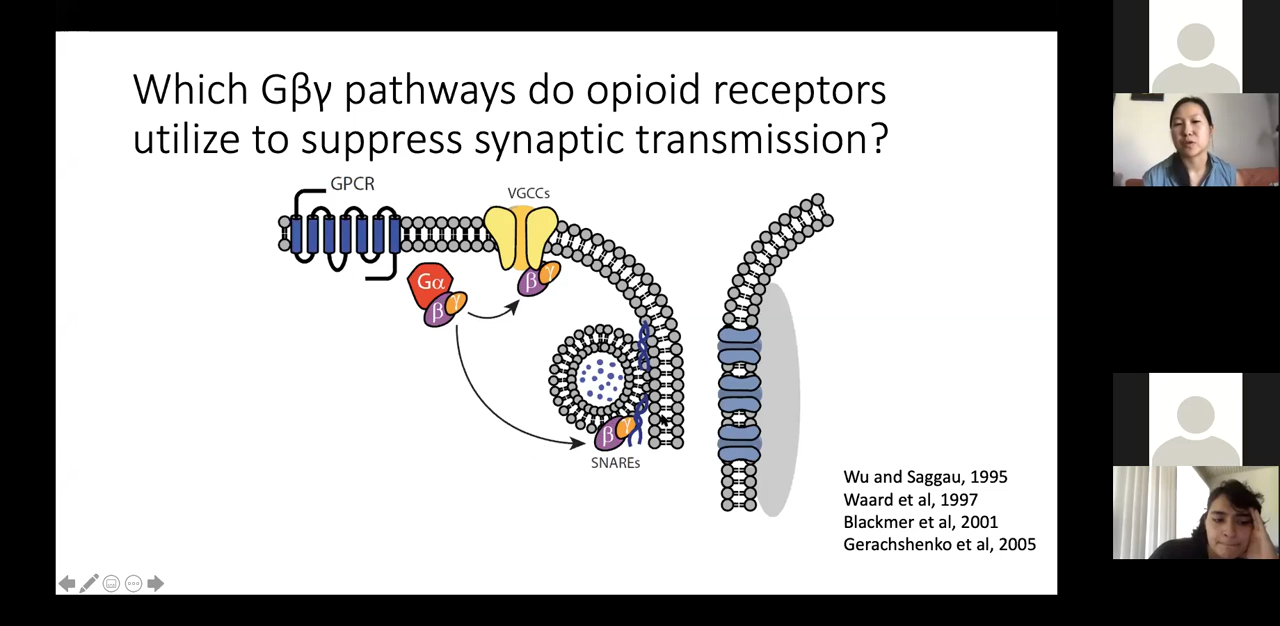 Which Gβγ pathways do opioid receptors
utilize to suppress synaptic transmission?
GPCR
VGCCs
Gα
β γ
β γ
β γ
SNAREs
Wu and Saggau, 1995
Waard et al, 1997
Blackmer et al, 2001
Gerachshenko et al, 2005